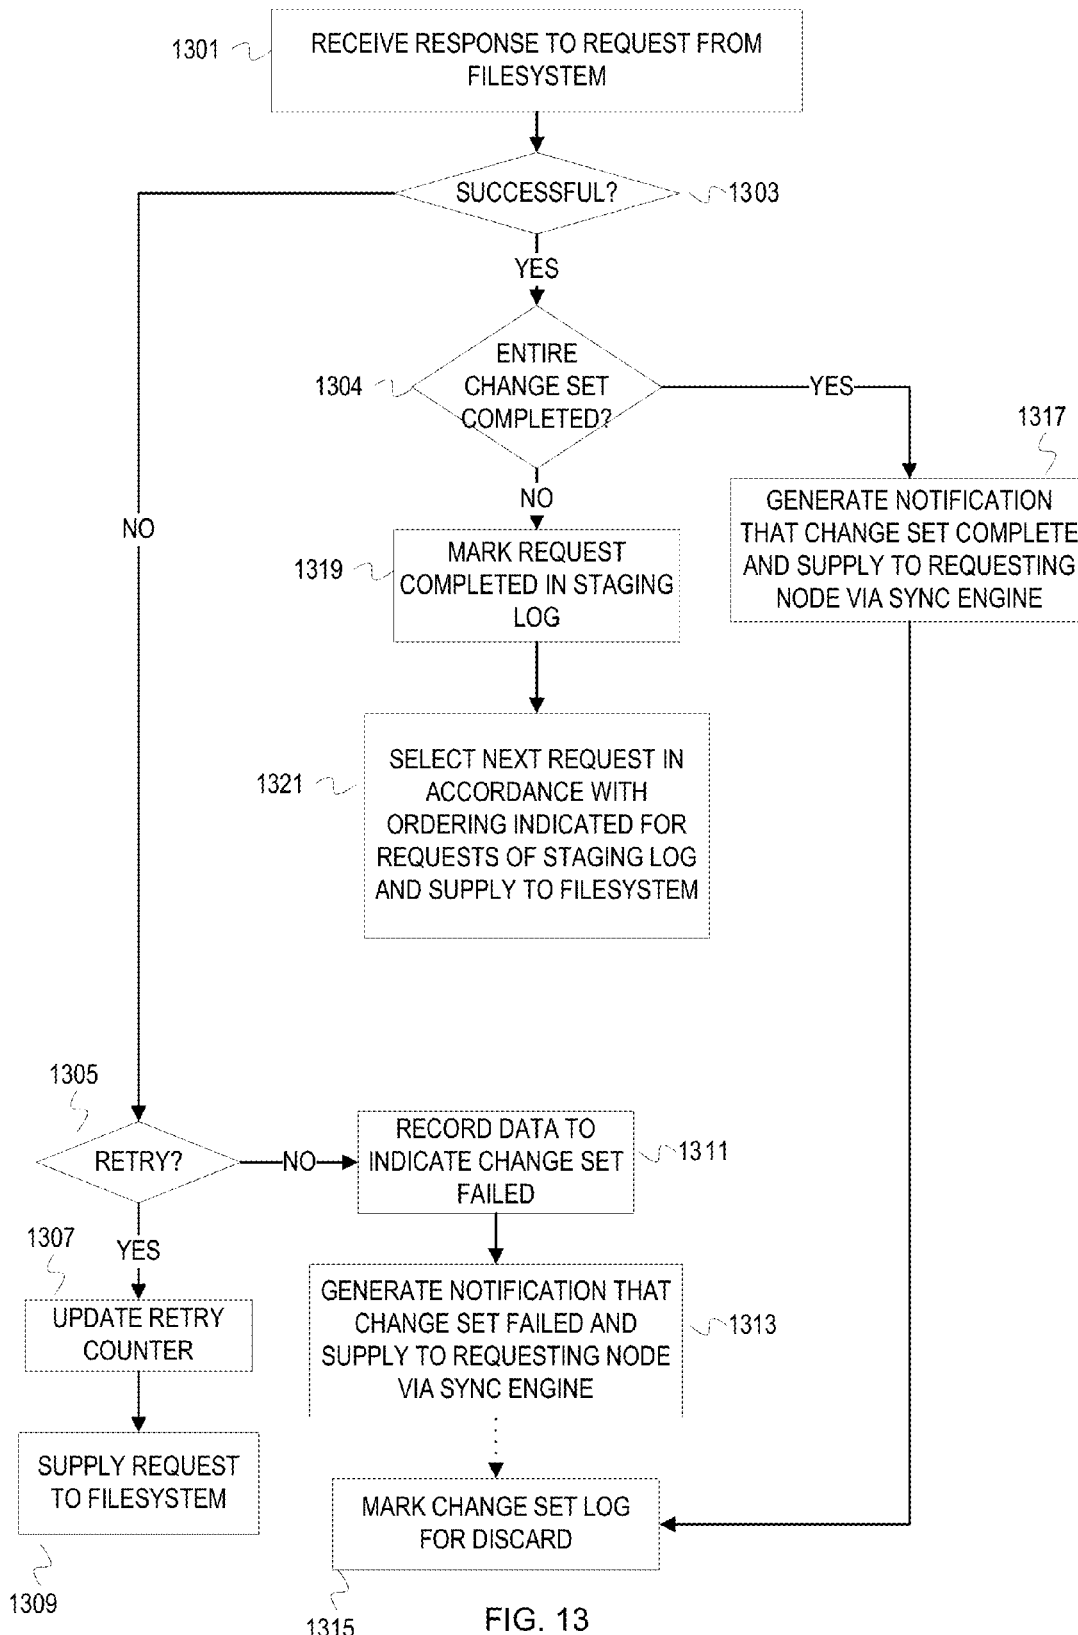 1301
RECEIVE RESPONSE TO REQUEST FROM
FILESYSTEM
SUCCESSFUL?
1303
YES
ENTIRE
CHANGE SET
COMPLETED?
1304
YES
1317
NO
NO
GENERATE NOTIFICATION
THAT CHANGE SET COMPLETE
AND SUPPLY TO REQUESTING
NODE VIA SYNC ENGINE
1319
MARK REQUEST
COMPLETED IN STAGING
LOG
1321
SELECT NEXT REQUEST IN
ACCORDANCE WITH
ORDERING INDICATED FOR
REQUESTS OF STAGING LOG
AND SUPPLY TO FILESYSTEM
1305
RETRY?
NO
RECORD DATA TO
INDICATE CHANGE SET
FAILED
1311
1307
YES
UPDATE RETRY
COUNTER
GENERATE NOTIFICATION THAT
CHANGE SET FAILED AND
SUPPLY TO REQUESTING NODE
VIA SYNC ENGINE
1313
SUPPLY REQUEST
TO FILESYSTEM
MARK CHANGE SET LOG
FOR DISCARD
1309
1315
FIG. 13